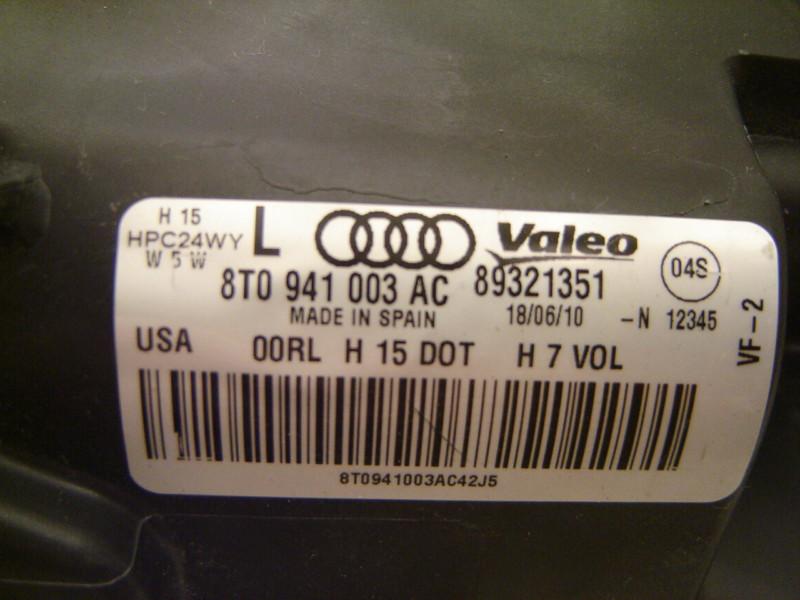 H 15
HPC24WY
W 5 W
L
Valeo
8T0 941 003 AC 89321351
04S
MADE IN SPAIN 18/06/10 -N 12345
VF-2
USA 00RL H 15 DOT H 7 VOL
8T0941003AC42J5